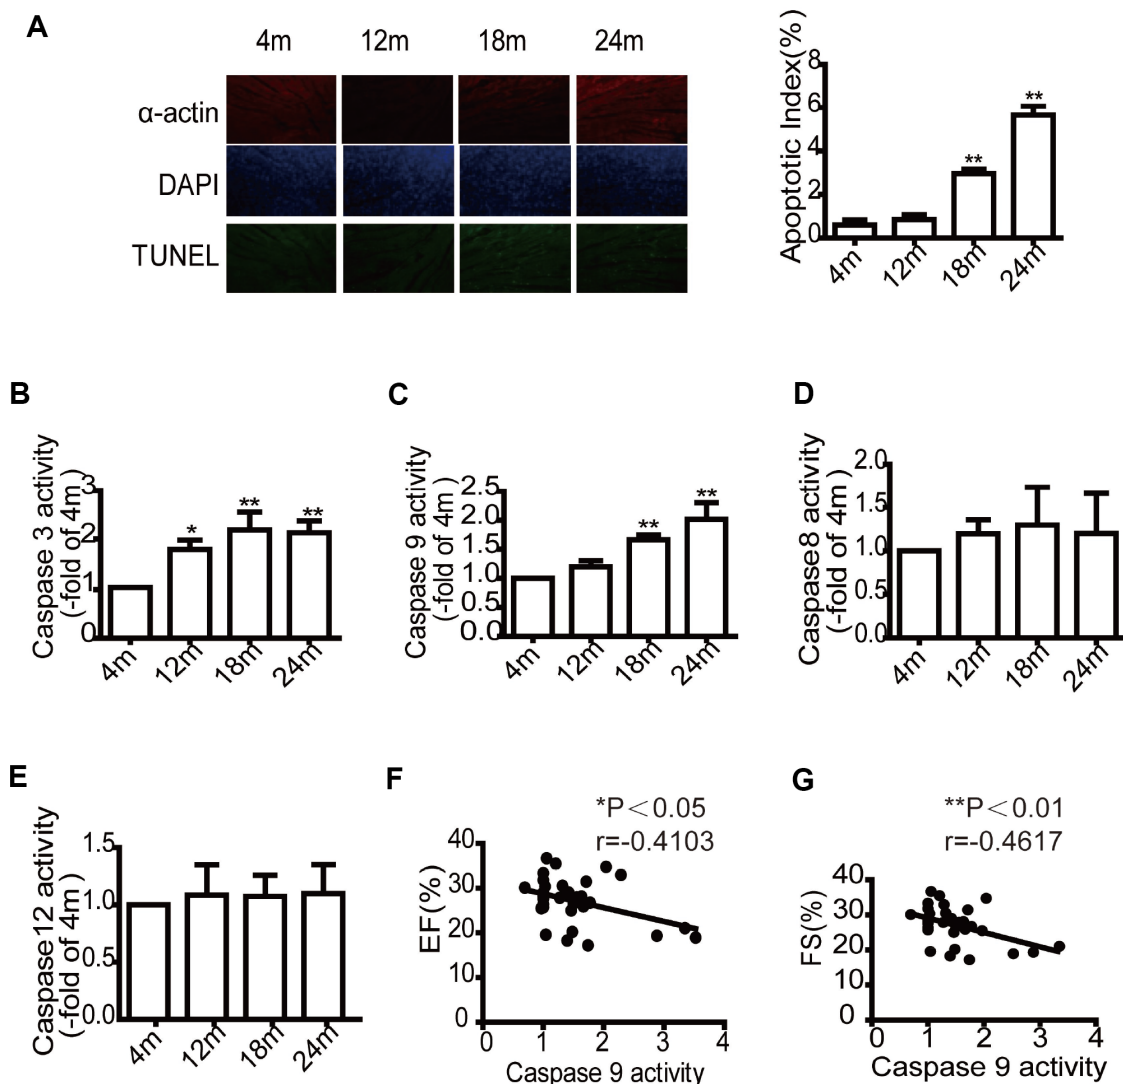 A
4m 12m 18m 24m
α-actin
DAPI
TUNEL
Apoptotic Index(%)
8
6
4
2
0
** **
4m 12m 18m 24m
B
Caspase 3 activity
(-fold of 4m )
3
2
1
0
* ** **
4m 12m 18m 24m
C
Caspase 9 activity
(-fold of 4m )
2.5
2.0
1.5
1.0
0.5
0.0
** **
4m 12m 18m 24m
D
Caspase8 activity
(-fold of 4m )
2.0
1.5
1.0
0.5
0.0
4m 12m 18m 24m
E
Caspase12 activity
(-fold of 4m )
1.5
1.0
0.5
0.0
4m 12m 18m 24m
F
*P<0.05
r=-0.4103
EF(%)
40
30
20
10
0
0 1 2 3 4
Caspase 9 activity
G
**P<0.01
r=-0.4617
FS(%)
40
30
20
10
0
0 1 2 3 4
Caspase 9 activity